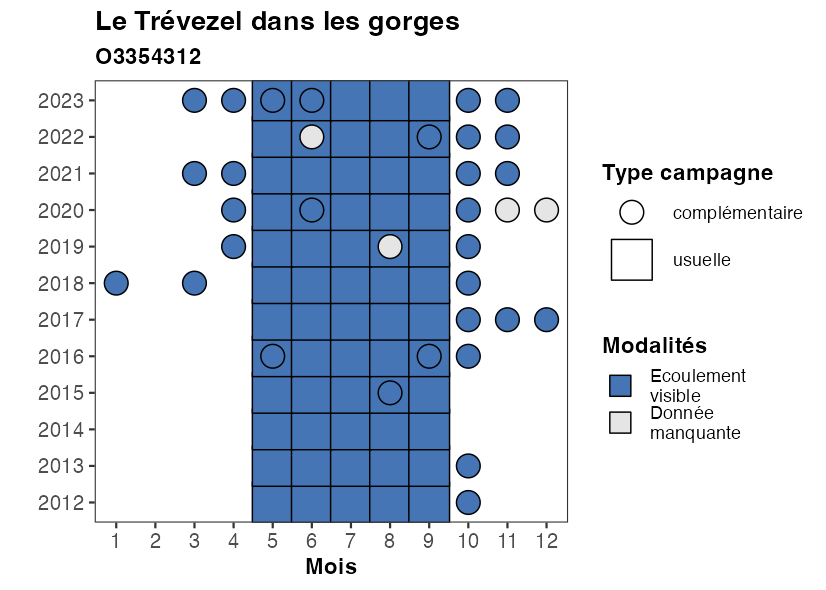 Le Trévezel dans les gorges
O3354312
2023
2022
2021
2020
2019
2018
2017
2016
2015
2014
2013
2012
1 2 3 4 5 6 7 8 9 10 11 12
Mois
Type campagne
complémentaire
usuelle
Modalités
Ecoulement
visible
Donnée
manquante